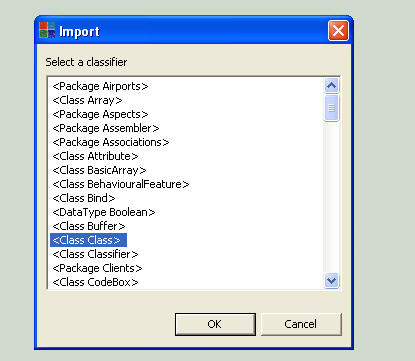 Import
Select a classifier
<Package Airports>
<Class Array>
<Package Aspects>
<Package Assembler>
<Package Associations>
<Class Attribute>
<Class BasicArray>
<Class BehaviouralFeature>
<Class Bind>
<DataType Boolean>
<Class Buffer>
<Class Class>
<Class Classifier>
<Package Clients>
<Class CodeBox>
OK Cancel